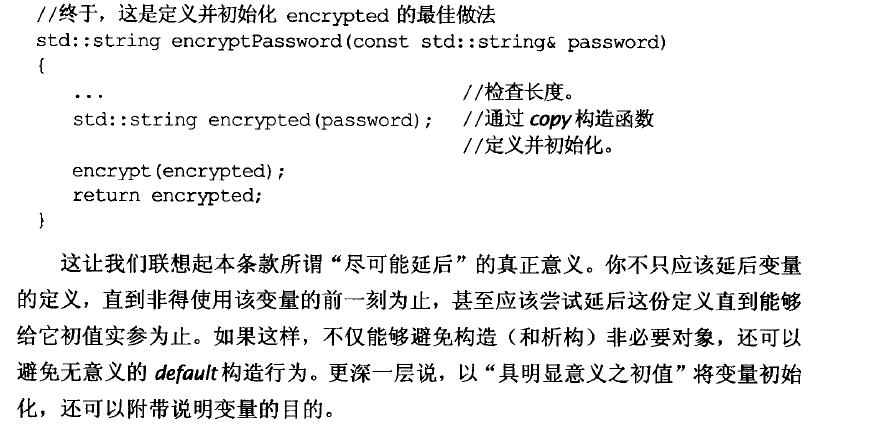 //终于，这是定义并初始化 encrypted 的最佳做法
std::string encryptPassword(const std::string& password)
{
... //检查长度。
std::string encrypted(password); //通过 copy 构造函数
//定义并初始化。
encrypt(encrypted);
return encrypted;
}
这让我们联想起本条款所谓“尽可能延后”的真正意义。你不只应该延后变量
的定义，直到非得使用该变量的前一刻为止，甚至应该尝试延后这份定义直到能够
给它初值实参为止。如果这样，不仅能够避免构造（和析构）非必要对象，还可以
避免无意义的 default 构造行为。更深一层说，以“具明显意义之初值”将变量初始
化，还可以附带说明变量的目的。